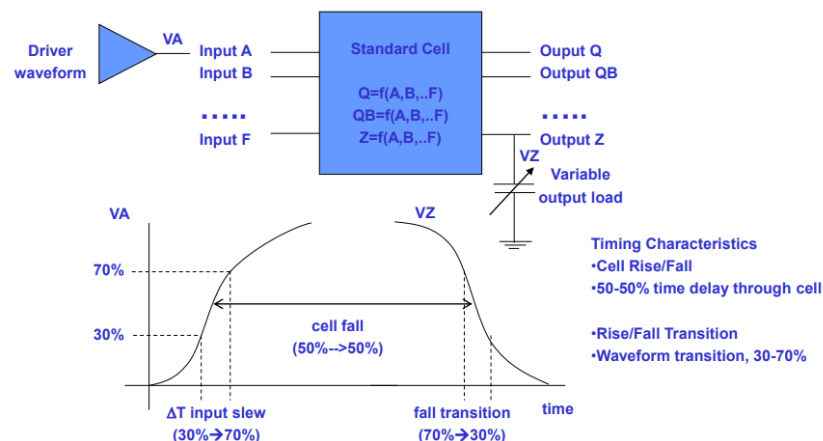 Driver
waveform
VA
Input A
Input B
.....
Input F
Standard Cell
Q=f(A,B,..F)
QB=f(A,B,..F)
Z=f(A,B,..F)
Ouput Q
Output QB
.....
Output Z
VZ
Variable
output load
VA
VZ
70%
30%
cell fall
(50%-->50%)
ΔT input slew
(30%→70%)
fall transition
(70%→30%)
time
Timing Characteristics
•Cell Rise/Fall
•50-50% time delay through cell
•Rise/Fall Transition
•Waveform transition, 30-70%